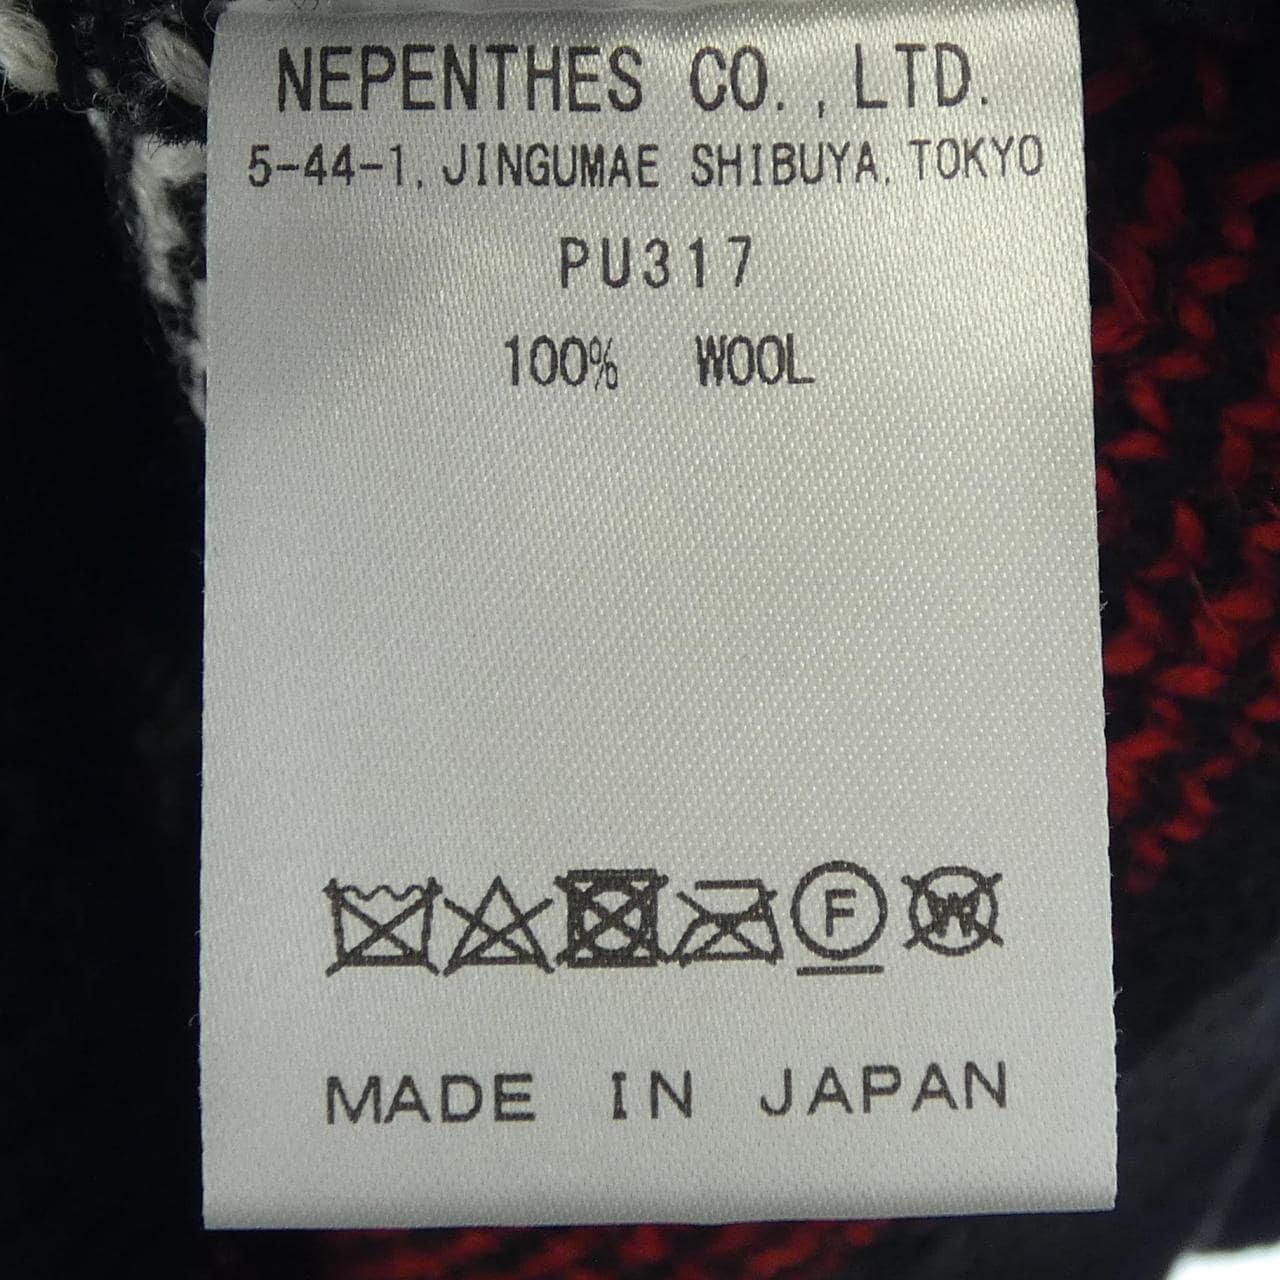 NEPENTHES CO., LTD.
5-44-1, JINGUMAE SHIBUYA, TOKYO
PU317
100% WOOL
F W
MADE IN JAPAN